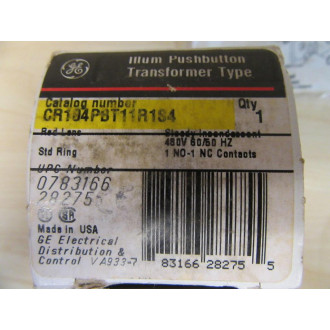 GE
Illum Pushbutton
Transformer Type
Catalog number
Qty
CR104PBT11R1S4
1
Red Lens
Steady Incandescent
480V 60/50 HZ
Std Ring
1 NO-1 NC Contacts
UPC Number
0783166
28275
SR
Made in USA
GE Electrical
Distribution &
Control VA933-7
83166 28275 5